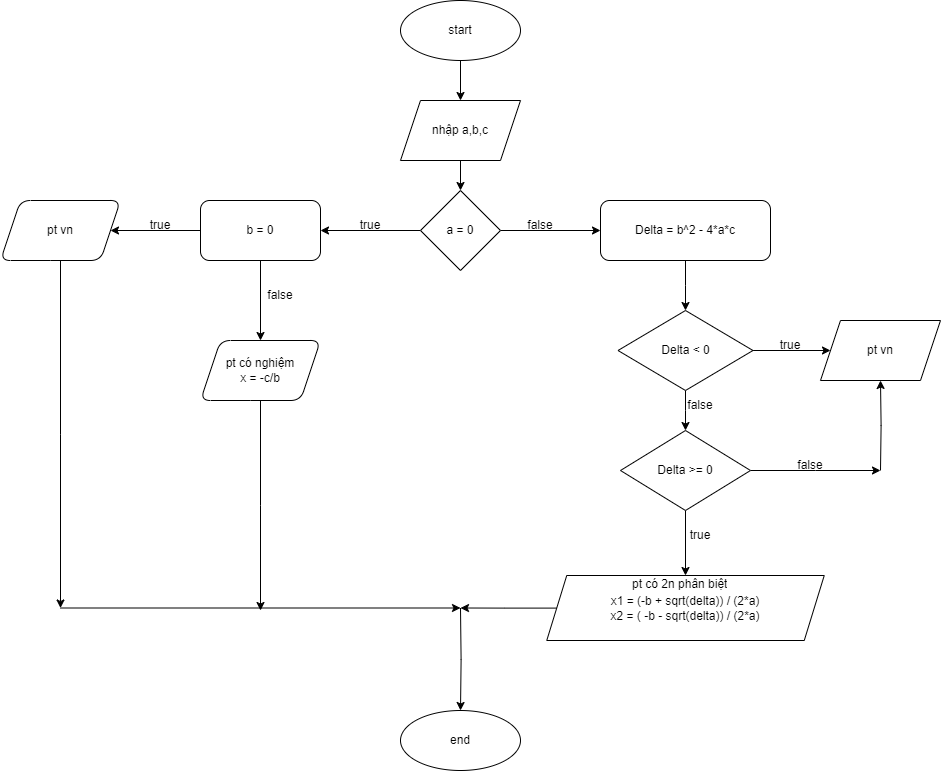 start
nhập a,b,c
pt vn
true
b = 0
true
a = 0
false
Delta = b^2 - 4*a*c
false
pt có nghiệm
x = -c/b
Delta < 0
true
pt vn
false
Delta >= 0
false
true
pt có 2n phân biệt
x1 = (-b + sqrt(delta)) / (2*a)
x2 = ( -b - sqrt(delta)) / (2*a)
end